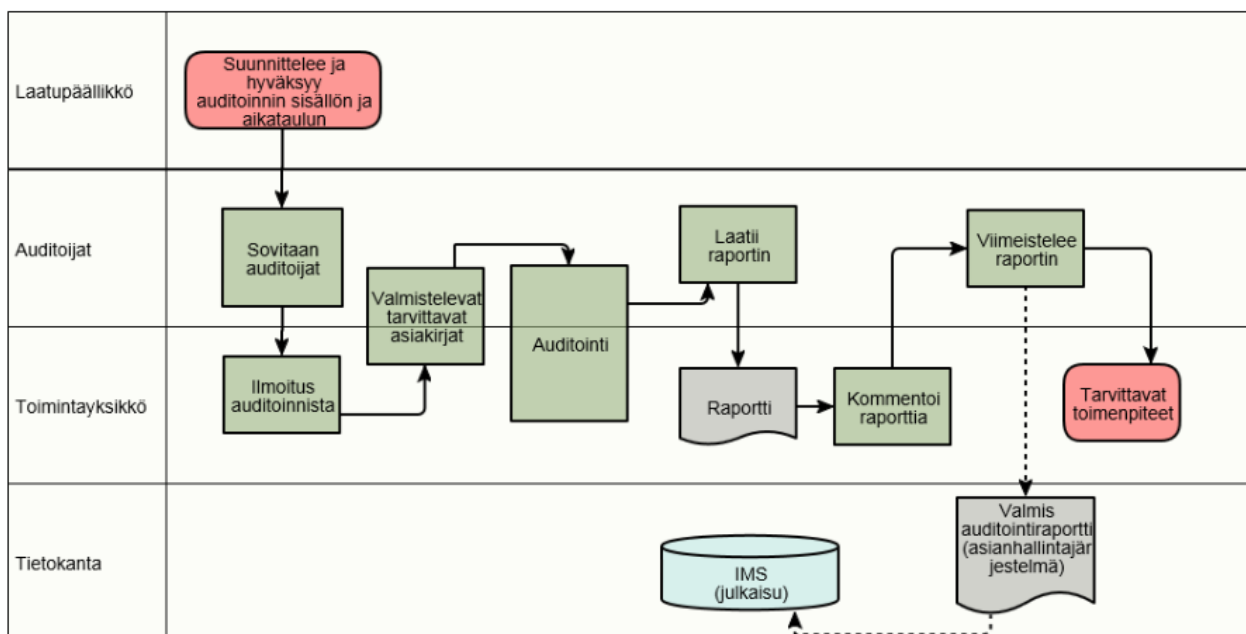 Laatupäällikkö
Suunnittelee ja
hyväksyy
auditoinnin sisällön ja
aikataulun
Auditoijat
Sovitaan
auditoijat
Valmistelevat
tarvittavat
asiakirjat
Auditointi
Laatii
raportin
Viimeistelee
raportin
Toimintayksikkö
Ilmoitus
auditoinnista
Raportti
Kommentoi
raporttia
Tarvittavat
toimenpiteet
Tietokanta
IMS
(julkaisu)
Valmis
auditointiraportti
(asianhallintajär
jestelmä)